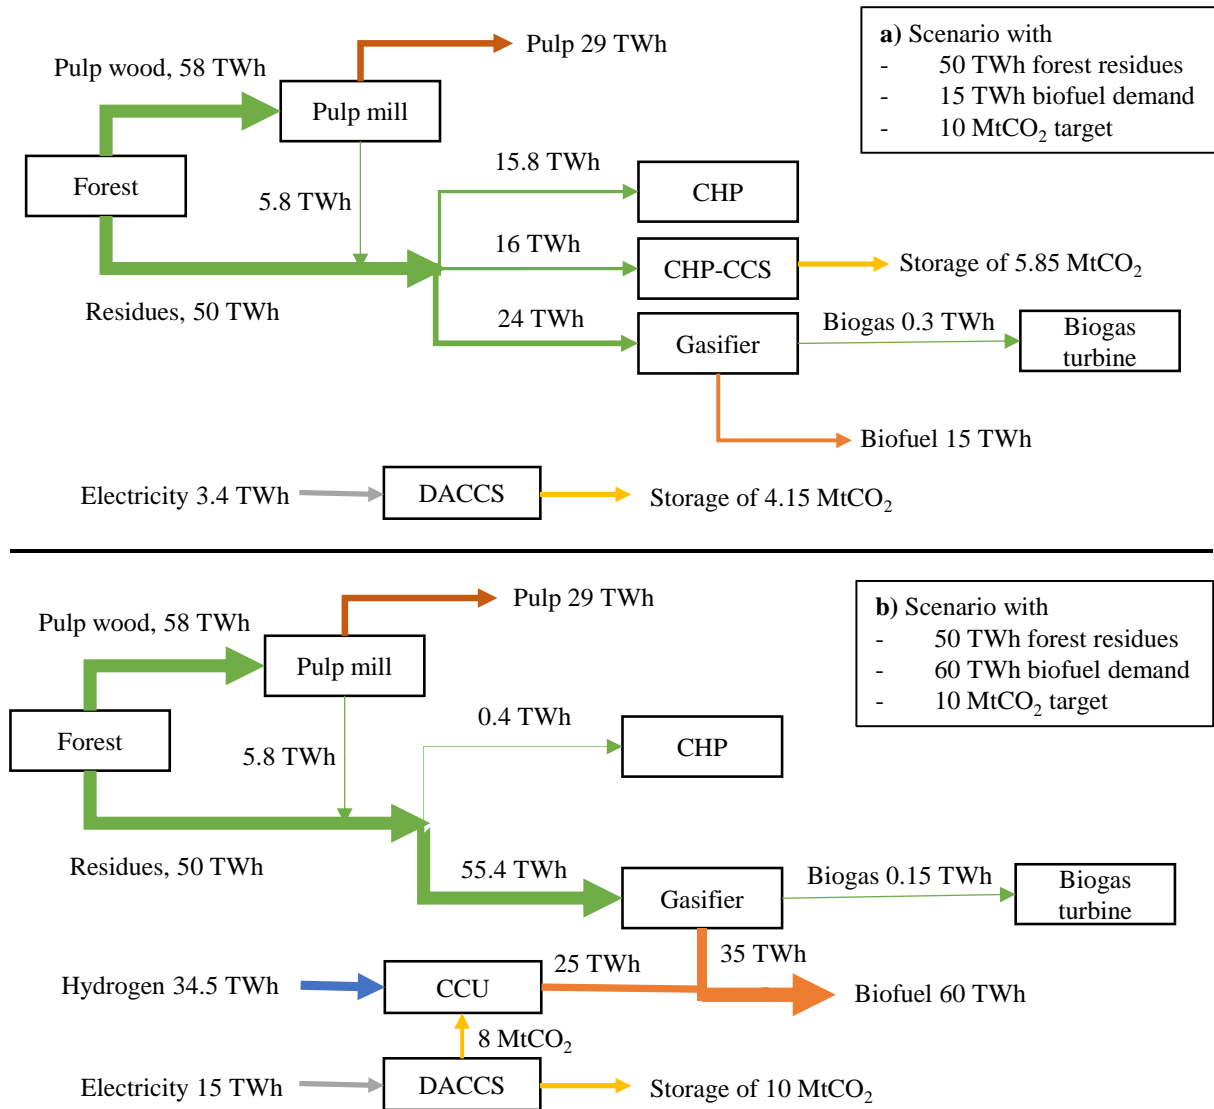 Pulp 29 TWh
a) Scenario with
- 50 TWh forest residues
- 15 TWh biofuel demand
- 10 MtCO₂ target
Pulp wood, 58 TWh
Pulp mill
15.8 TWh
Forest
5.8 TWh
CHP
16 TWh
CHP-CCS
Storage of 5.85 MtCO₂
Residues, 50 TWh
24 TWh
Gasifier
Biogas 0.3 TWh
Biogas
turbine
Biofuel 15 TWh
Electricity 3.4 TWh
DACCS
Storage of 4.15 MtCO₂
Pulp 29 TWh
b) Scenario with
- 50 TWh forest residues
- 60 TWh biofuel demand
- 10 MtCO₂ target
Pulp wood, 58 TWh
Pulp mill
0.4 TWh
Forest
5.8 TWh
CHP
Residues, 50 TWh
55.4 TWh
Gasifier
Biogas 0.15 TWh
Biogas
turbine
35 TWh
25 TWh
Hydrogen 34.5 TWh
CCU
Biofuel 60 TWh
8 MtCO₂
Electricity 15 TWh
DACCS
Storage of 10 MtCO₂